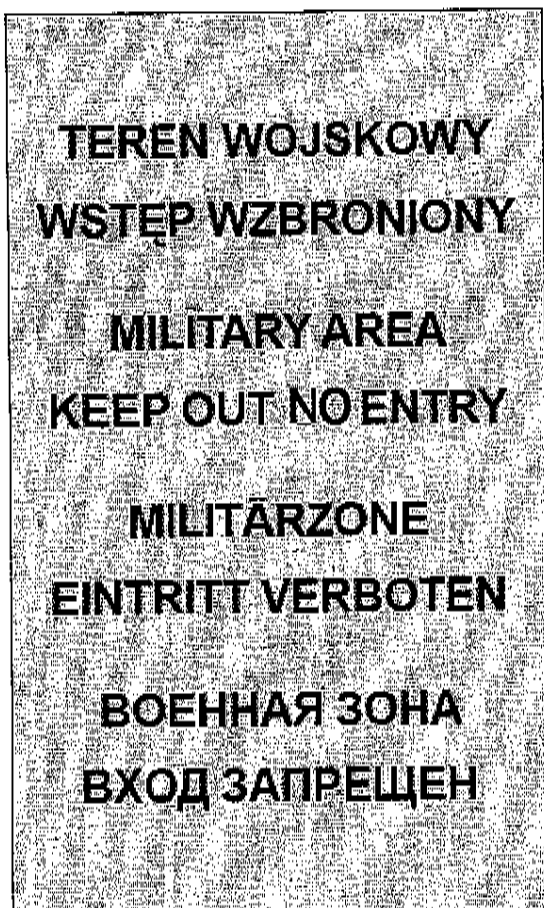 TEREN WOJSKOWY
WSTĘP WZBRONIONY
MILITARY AREA
KEEP OUT NO ENTRY
MILITÄRZONE
EINTRITT VERBOTEN
ВОЕННАЯ ЗОНА
ВХОД ЗАПРЕЩЕН